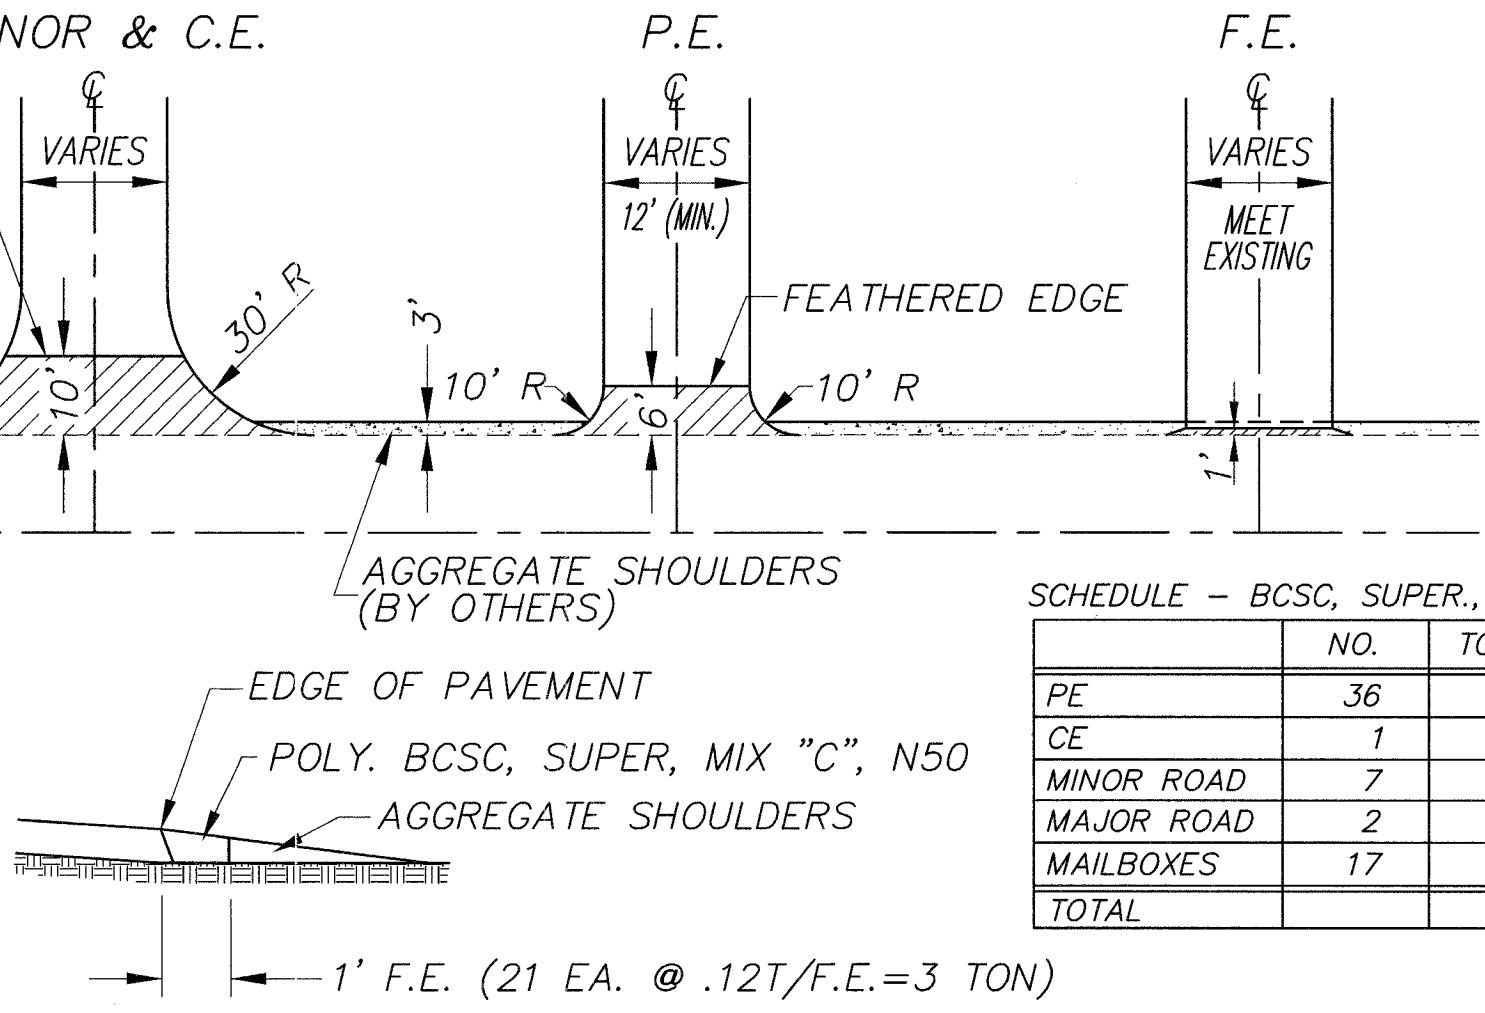 NOR & C.E.
P.E.
F.E.
℄
℄
℄
VARIES
VARIES
VARIES
12' (MIN.)
MEET
EXISTING
30' R
3'
FEATHERED EDGE
10'
10' R
6'
10' R
1'
AGGREGATE SHOULDERS
(BY OTHERS)
SCHEDULE - BCSC, SUPER.,
NO. TO
PE 36
CE 1
MINOR ROAD 7
MAJOR ROAD 2
MAILBOXES 17
TOTAL
EDGE OF PAVEMENT
POLY. BCSC, SUPER, MIX "C", N50
AGGREGATE SHOULDERS
1' F.E. (21 EA. @ .12T/F.E.=3 TON)